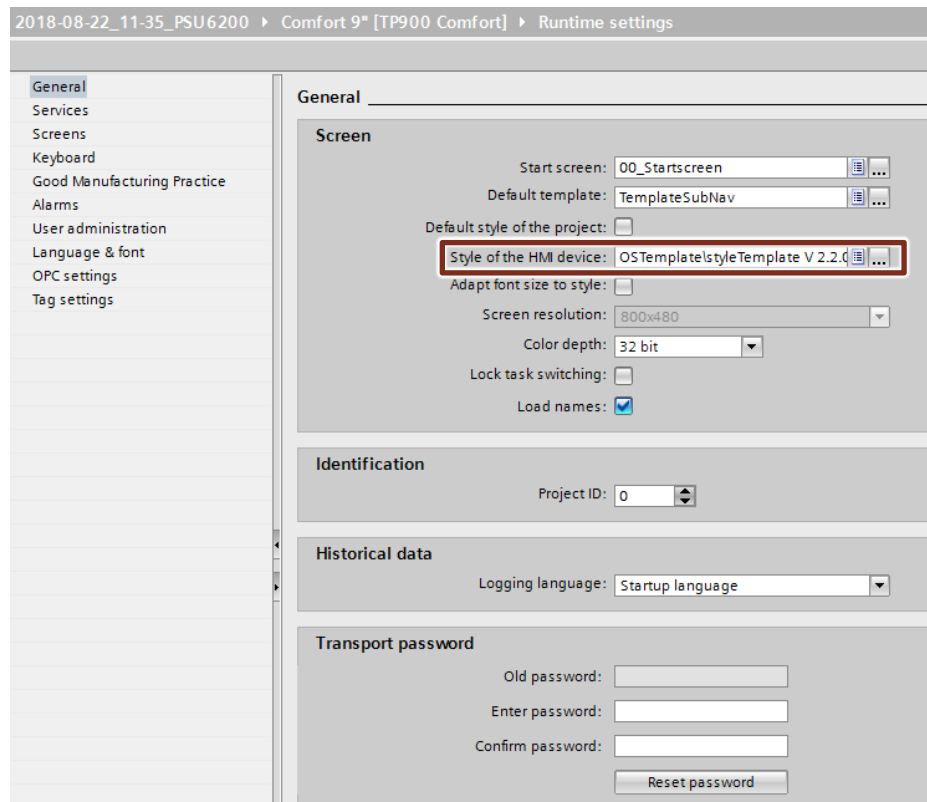 2018-08-22_11-35_PSU6200 ▸ Comfort 9" [TP900 Comfort] ▸ Runtime settings
General
Services
Screens
Keyboard
Good Manufacturing Practice
Alarms
User administration
Language & font
OPC settings
Tag settings
General
Screen
Start screen: 00_Startscreen ...
Default template: TemplateSubNav ...
Default style of the project:
Style of the HMI device: OSTemplate\styleTemplate V 2.2.0 ...
Adapt font size to style:
Screen resolution: 800x480
Color depth: 32 bit
Lock task switching:
Load names:
Identification
Project ID: 0
Historical data
Logging language: Startup language
Transport password
Old password:
Enter password:
Confirm password:
Reset password